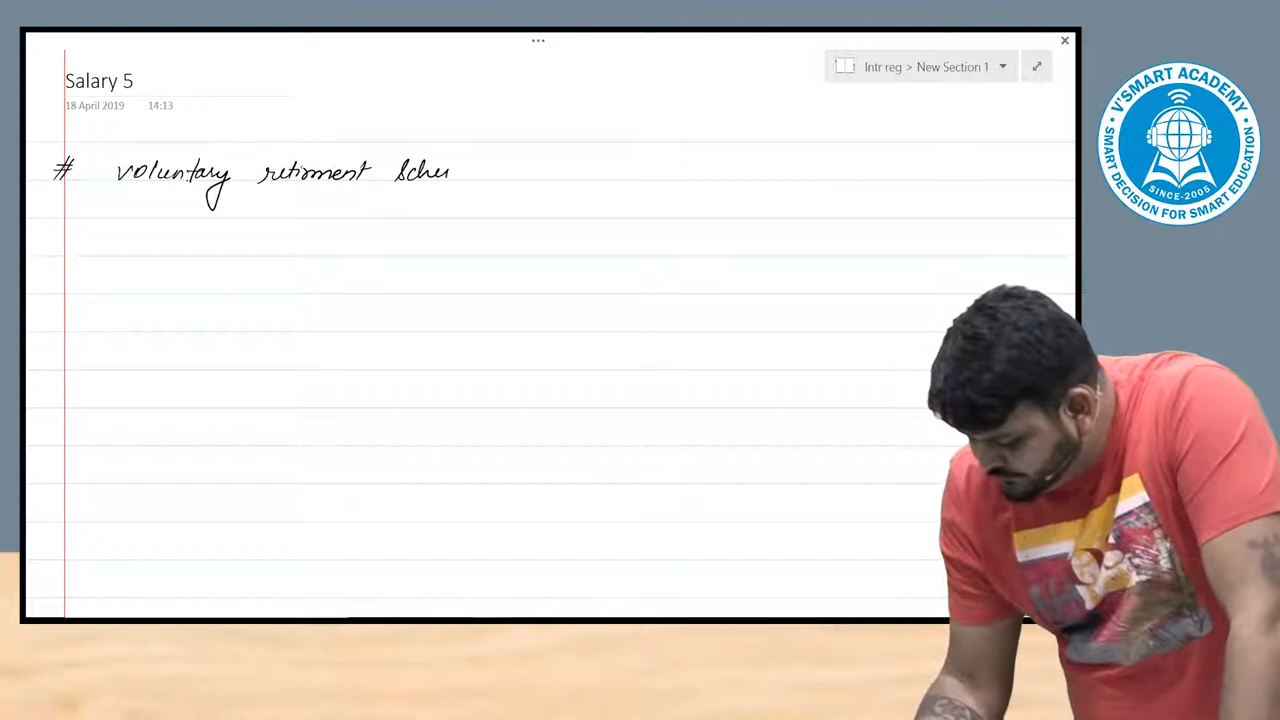 Salary 5
18 April 2019 14:13
Intr reg > New Section 1
# voluntary retirment Sche
V'SMART ACADEMY
SINCE-2005
SMART DECISION FOR SMART EDUCATION